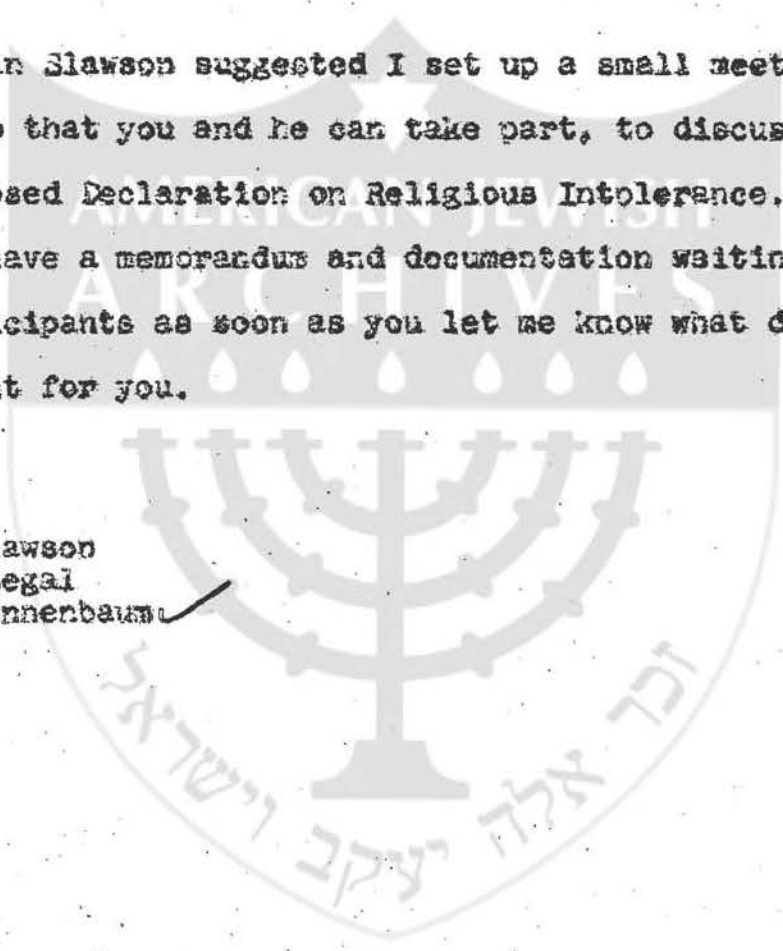 n Slawson suggested I set up a small meet
that you and he can take part, to discus
sed Declaration on Religious Intolerance.
AMERICAN JEWISH
ave a memorandum and documentation waitin
ARCHIVES
cipants as soon as you let me know what d
t for you.
awson
egal
nnenbaum
זכר אלה יעקב וישראל